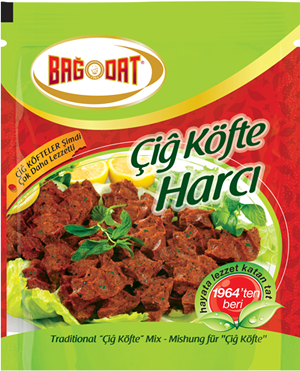 BAĞDAT
ÇİĞ KÖFTELER Şimdi
Çok Daha Lezzetli
Çiğ Köfte
Harcı
hayata lezzet katan tat
1964'ten
beri
Traditional "Çiğ Köfte" Mix - Mishung für "Çiğ Köfte"